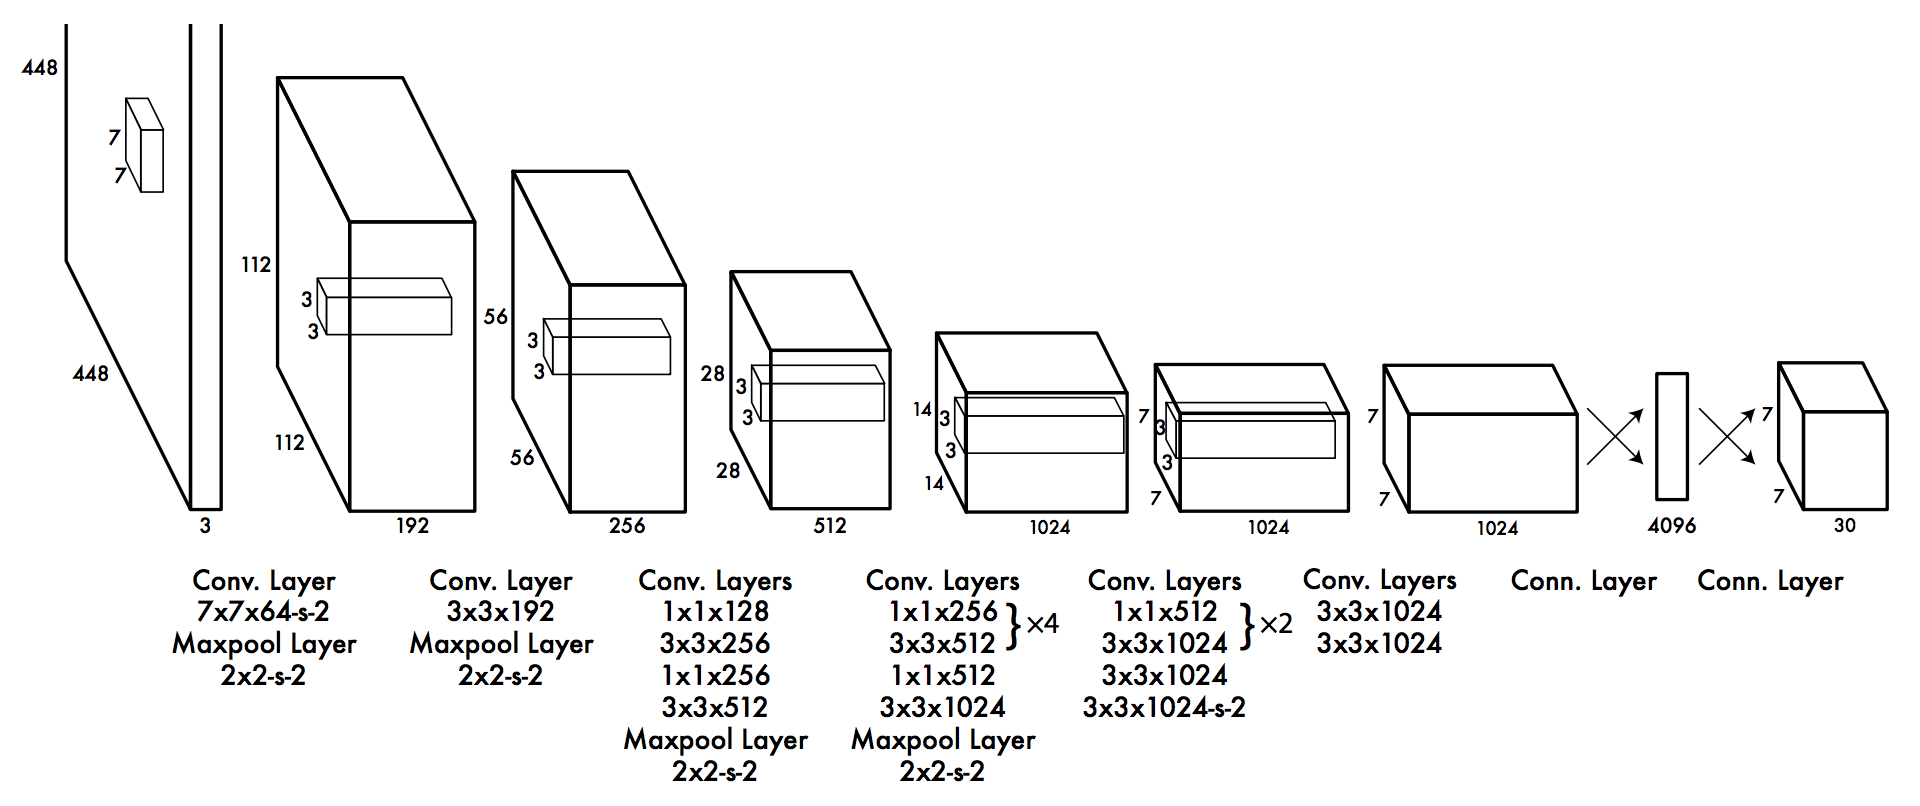 448
7
7
448
3
112
3
3
112
192
56
3
3
56
256
28
3
3
28
512
14
3
3
14
1024
7
3
3
7
1024
7
7
1024
4096
7
7
30
Conv. Layer
7x7x64-s-2
Maxpool Layer
2x2-s-2
Conv. Layer
3x3x192
Maxpool Layer
2x2-s-2
Conv. Layers
1x1x128
3x3x256
1x1x256
3x3x512
Maxpool Layer
2x2-s-2
Conv. Layers
1x1x256
3x3x512
} ×4
1x1x512
3x3x1024
Maxpool Layer
2x2-s-2
Conv. Layers
1x1x512
3x3x1024
} ×2
3x3x1024
3x3x1024-s-2
Conv. Layers
3x3x1024
3x3x1024
Conn. Layer
Conn. Layer